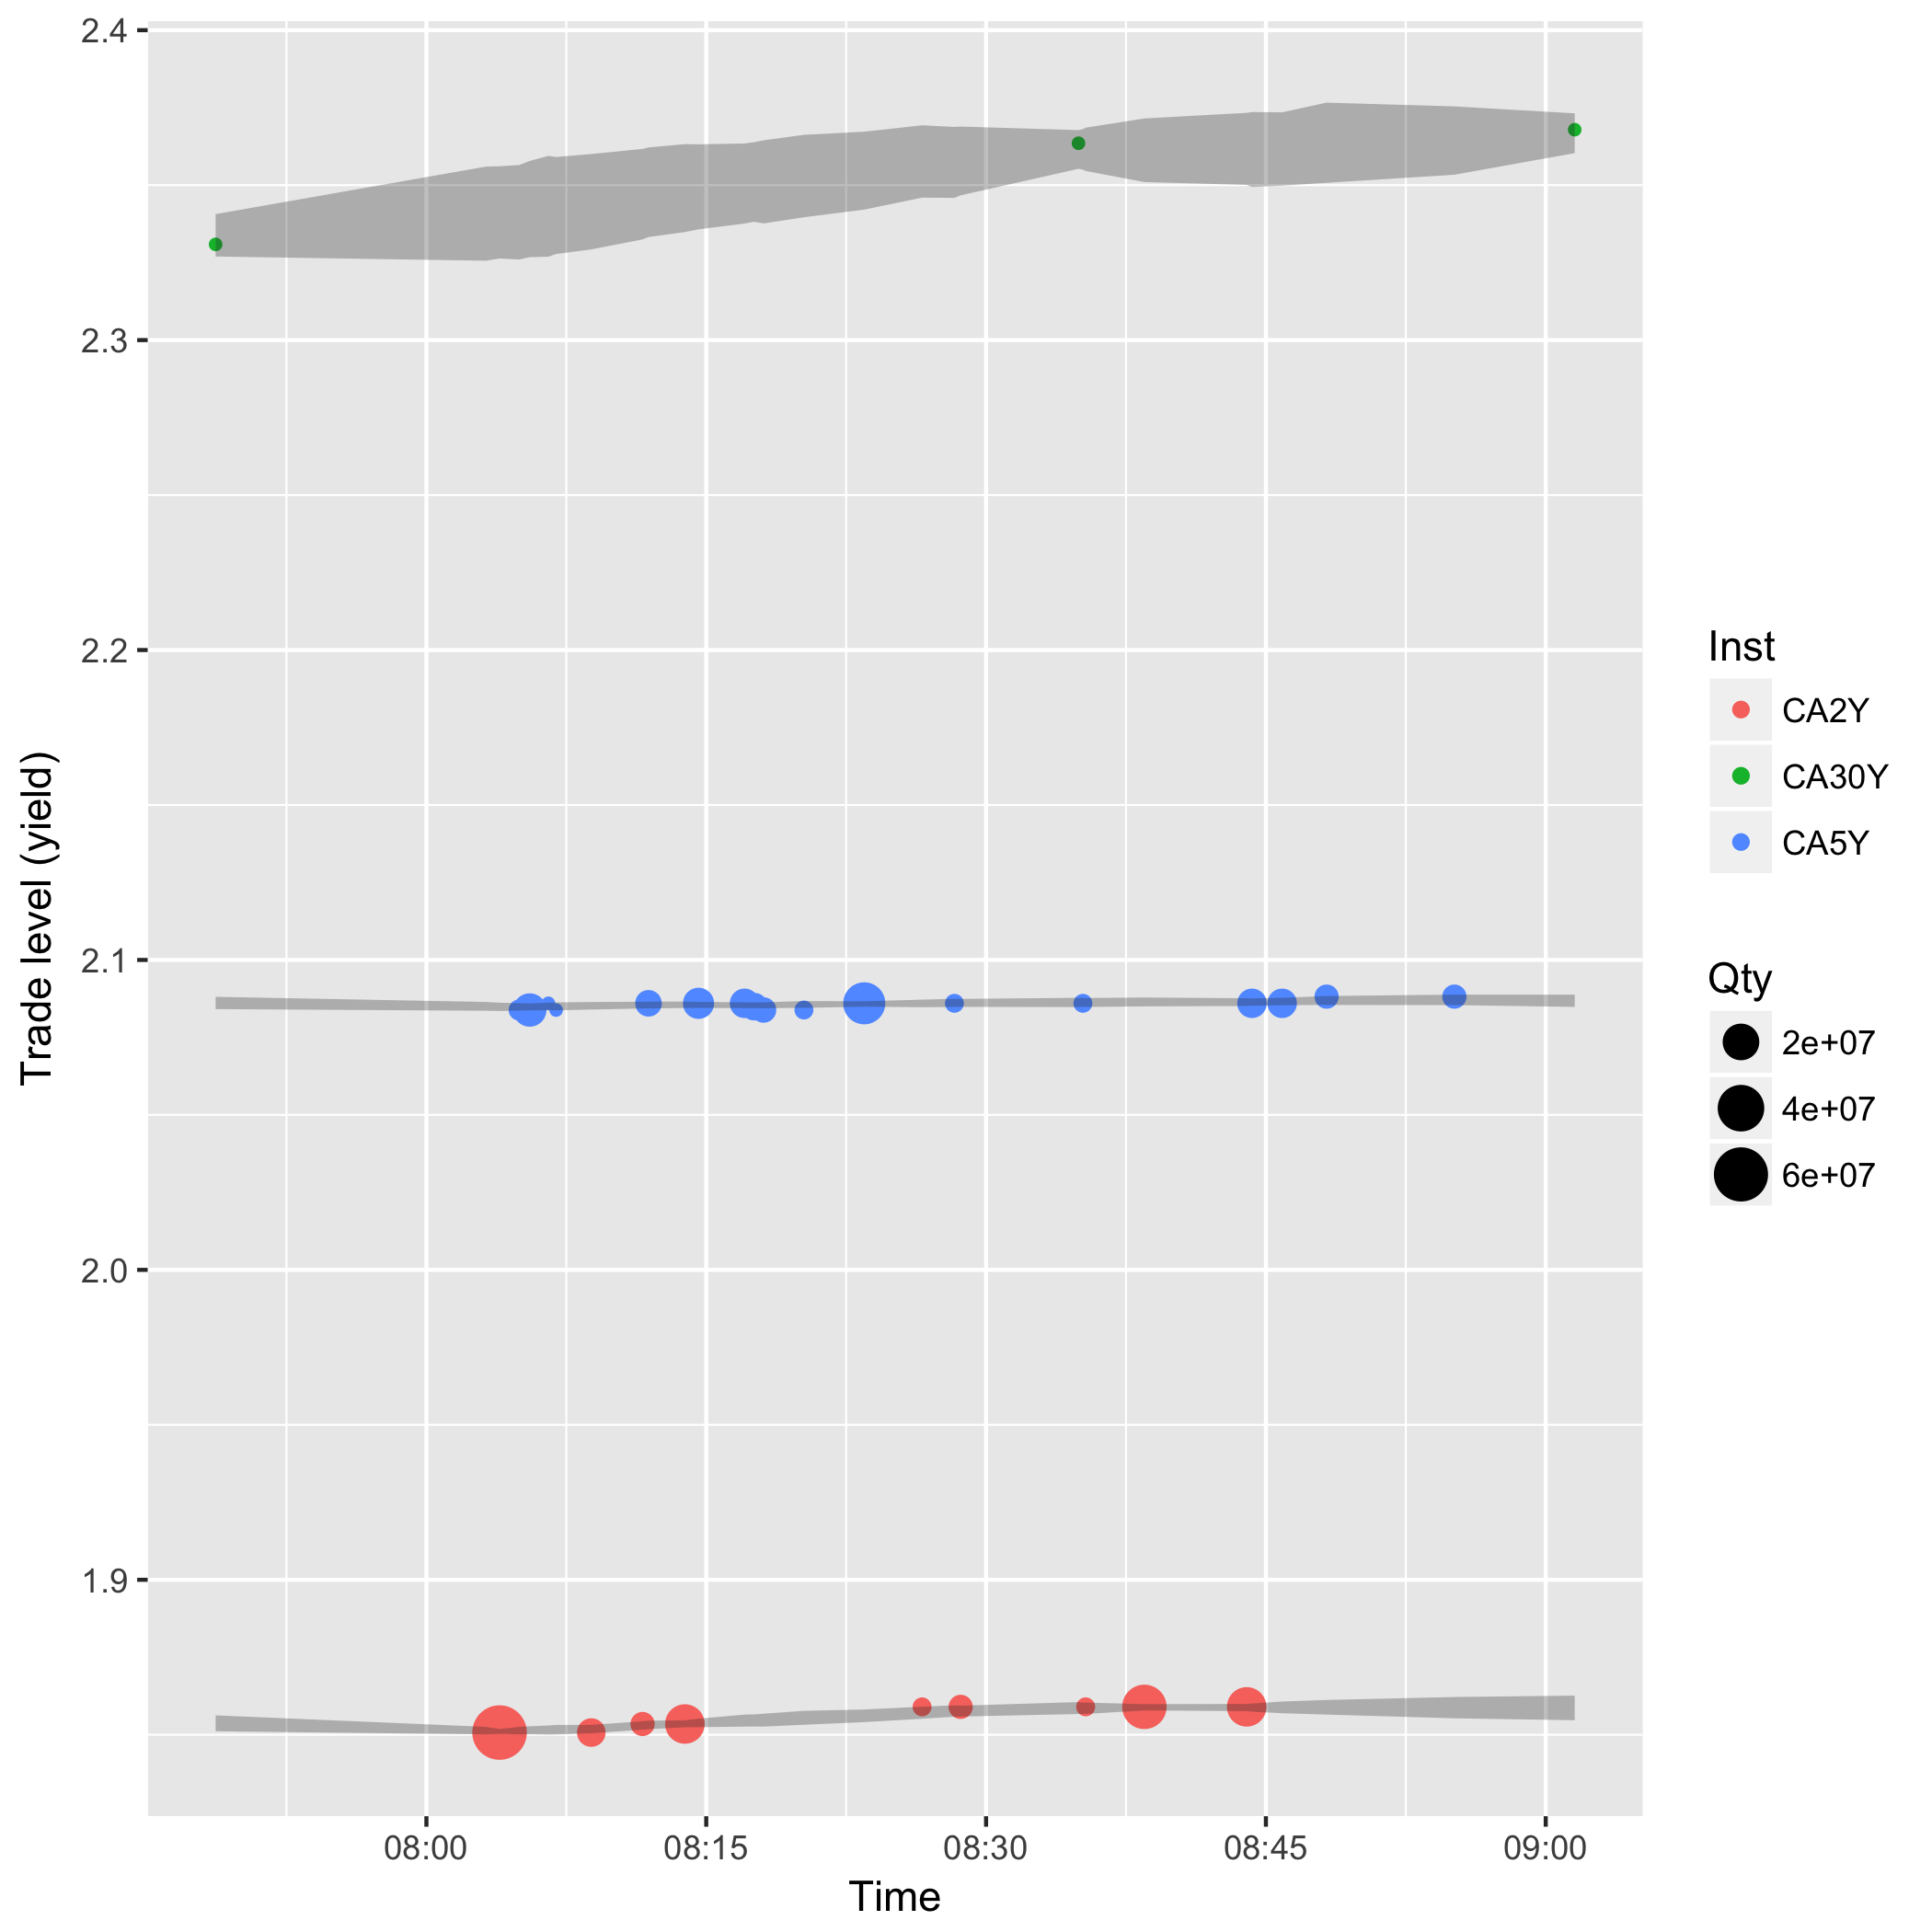 2.4
2.3
2.2
2.1
2.0
1.9
Trade level (yield)
08:00
08:15
08:30
08:45
09:00
Time
Inst
CA2Y
CA30Y
CA5Y
Qty
2e+07
4e+07
6e+07